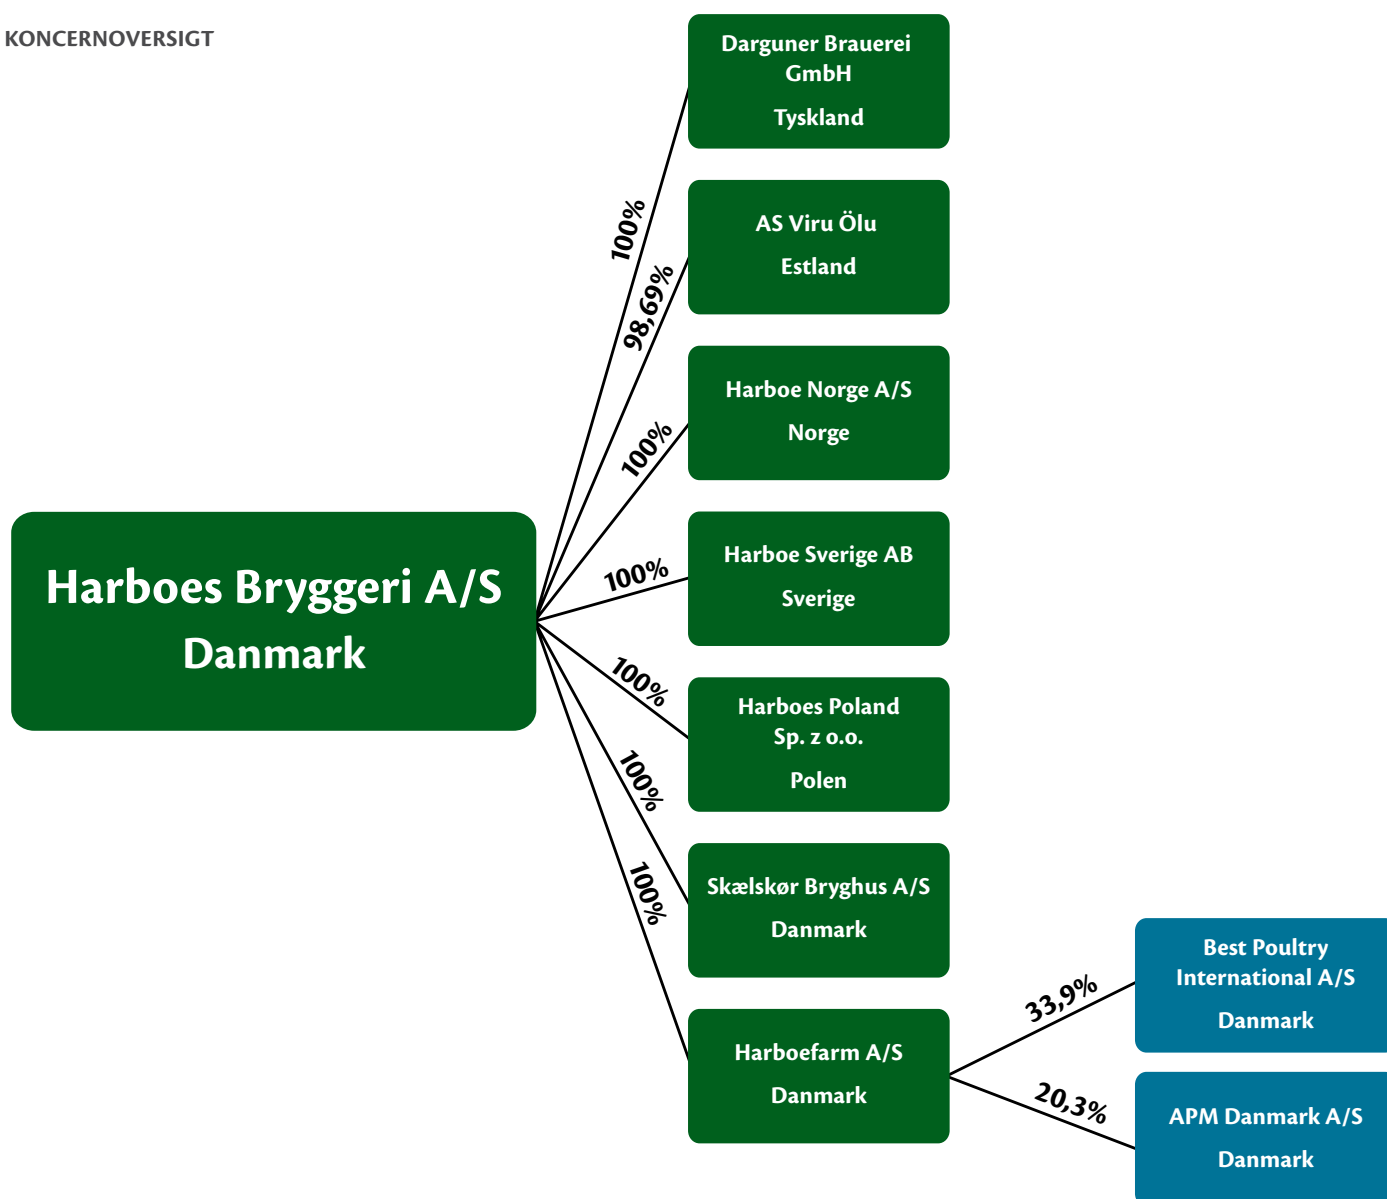 KONCERNOVERSIGT
Darguner Brauerei
GmbH
Tyskland
100%
AS Viru Ölu
Estland
98,69%
Harboe Norge A/S
Norge
100%
Harboes Bryggeri A/S
Danmark
Harboe Sverige AB
Sverige
100%
Harboes Poland
Sp. z o.o.
Polen
100%
Skælskør Bryghus A/S
Danmark
100%
Harboefarm A/S
Danmark
100%
Best Poultry
International A/S
Danmark
33,9%
APM Danmark A/S
Danmark
20,3%